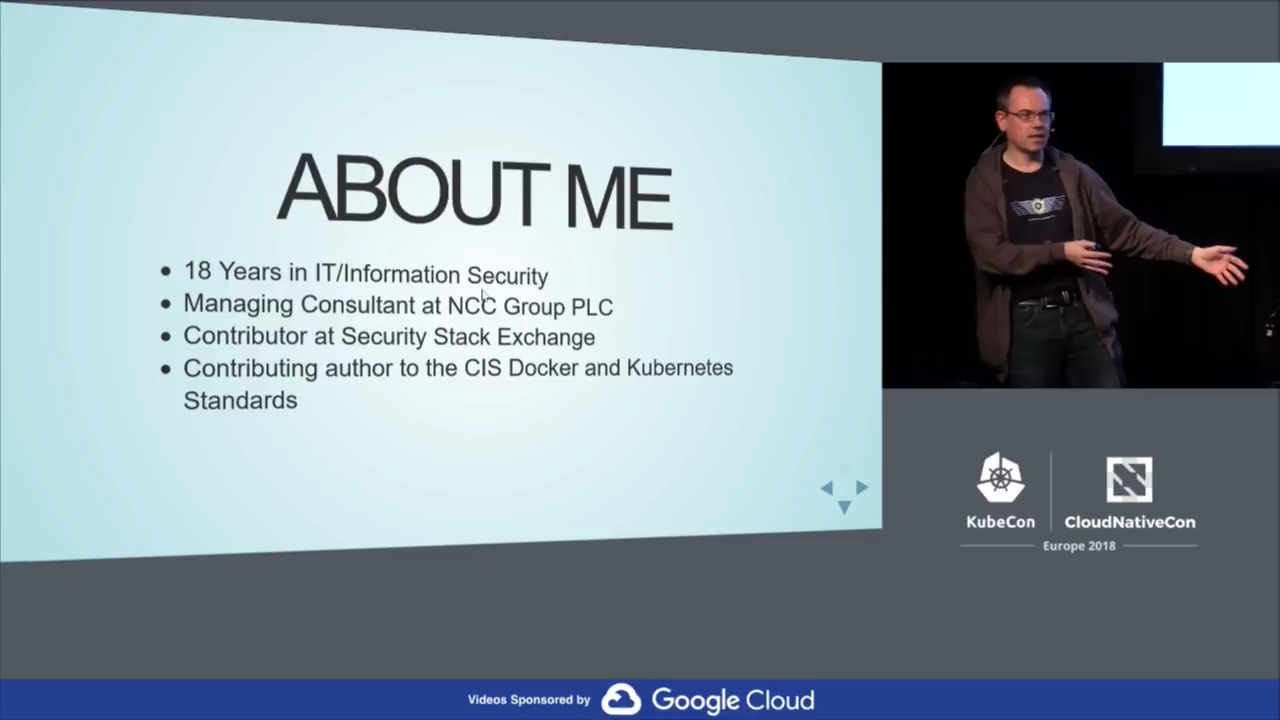 ABOUT ME
18 Years in IT/Information Security
Managing Consultant at NCC Group PLC
Contributor at Security Stack Exchange
Contributing author to the CIS Docker and Kubernetes
Standards
KubeCon
CloudNativeCon
Europe 2018
Videos Sponsored by Google Cloud